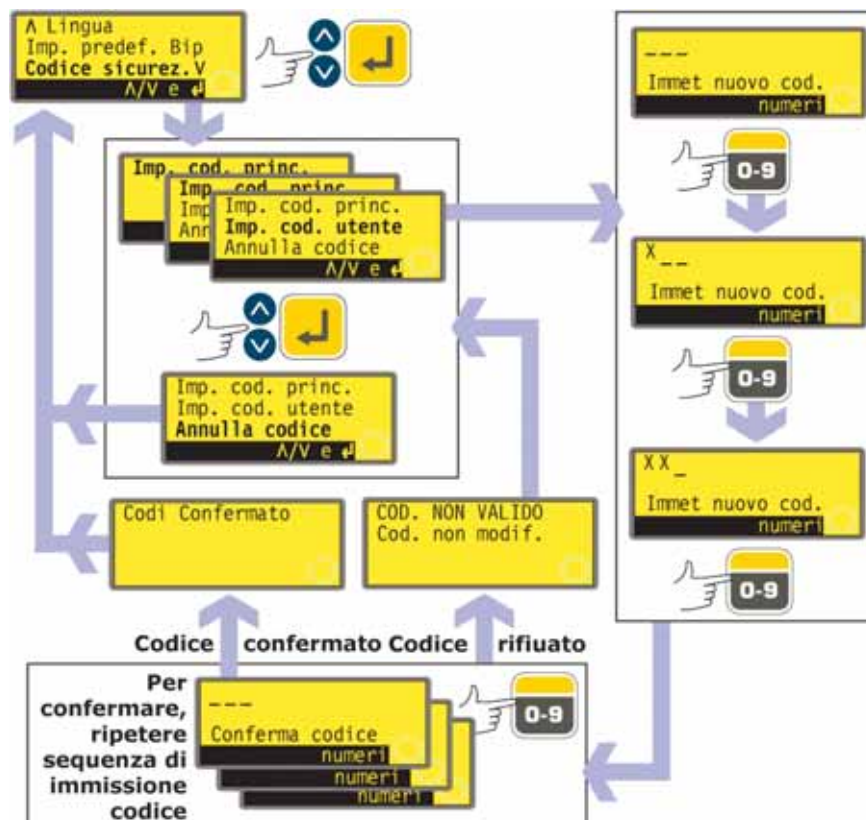 Λ Lingua
Imp. predef. Bip
Codice sicurez.V
Λ/V e ↲
Imp. cod. princ.
Imp. cod. princ.
Imp. cod. princ.
Imp. cod. utente
Annulla codice
Λ/V e ↲
Imp. cod. princ.
Imp. cod. utente
Annulla codice
Λ/V e ↲
_ _ _
Immet nuovo cod.
numeri
0-9
X _ _
Immet nuovo cod.
numeri
0-9
X X _
Immet nuovo cod.
numeri
0-9
Codi Confermato
COD. NON VALIDO
Cod. non modif.
Codice confermato
Codice rifiuato
Per
confermare,
ripetere
sequenza di
immissione
codice
_ _ _
Conferma codice
numeri
numeri
numeri
0-9